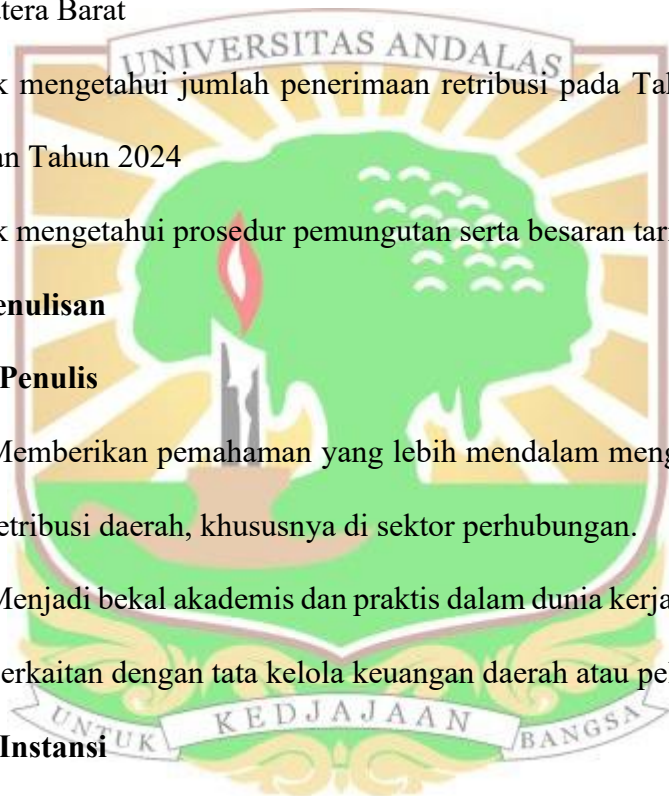 tera Barat
UNIVERSITAS ANDALAS
k mengetahui jumlah penerimaan retribusi pada Tah
an Tahun 2024
k mengetahui prosedur pemungutan serta besaran tari
enulisan
Penulis
Memberikan pemahaman yang lebih mendalam meng
etribusi daerah, khususnya di sektor perhubungan.
Menjadi bekal akademis dan praktis dalam dunia kerja
erkaitan dengan tata kelola keuangan daerah atau pel
UNTUK KEDJAJAAN BANGSA
Instansi